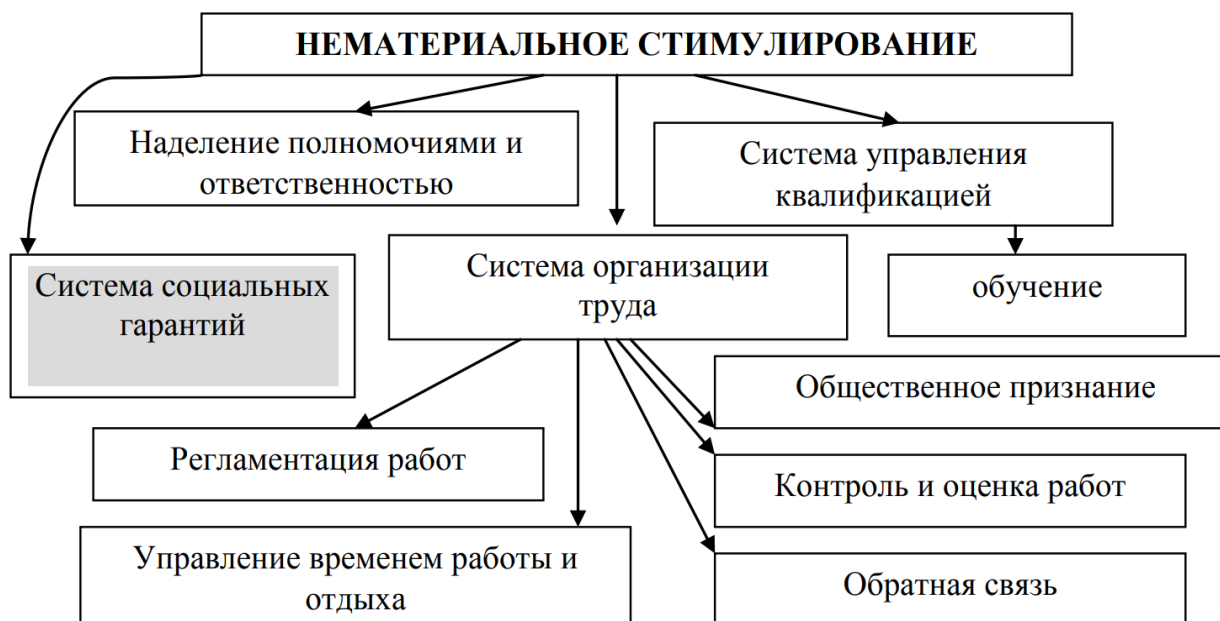 НЕМАТЕРИАЛЬНОЕ СТИМУЛИРОВАНИЕ
Наделение полномочиями и
ответственностью
Система управления
квалификацией
Система социальных
гарантий
Система организации
труда
обучение
Общественное признание
Регламентация работ
Контроль и оценка работ
Управление временем работы и
отдыха
Обратная связь